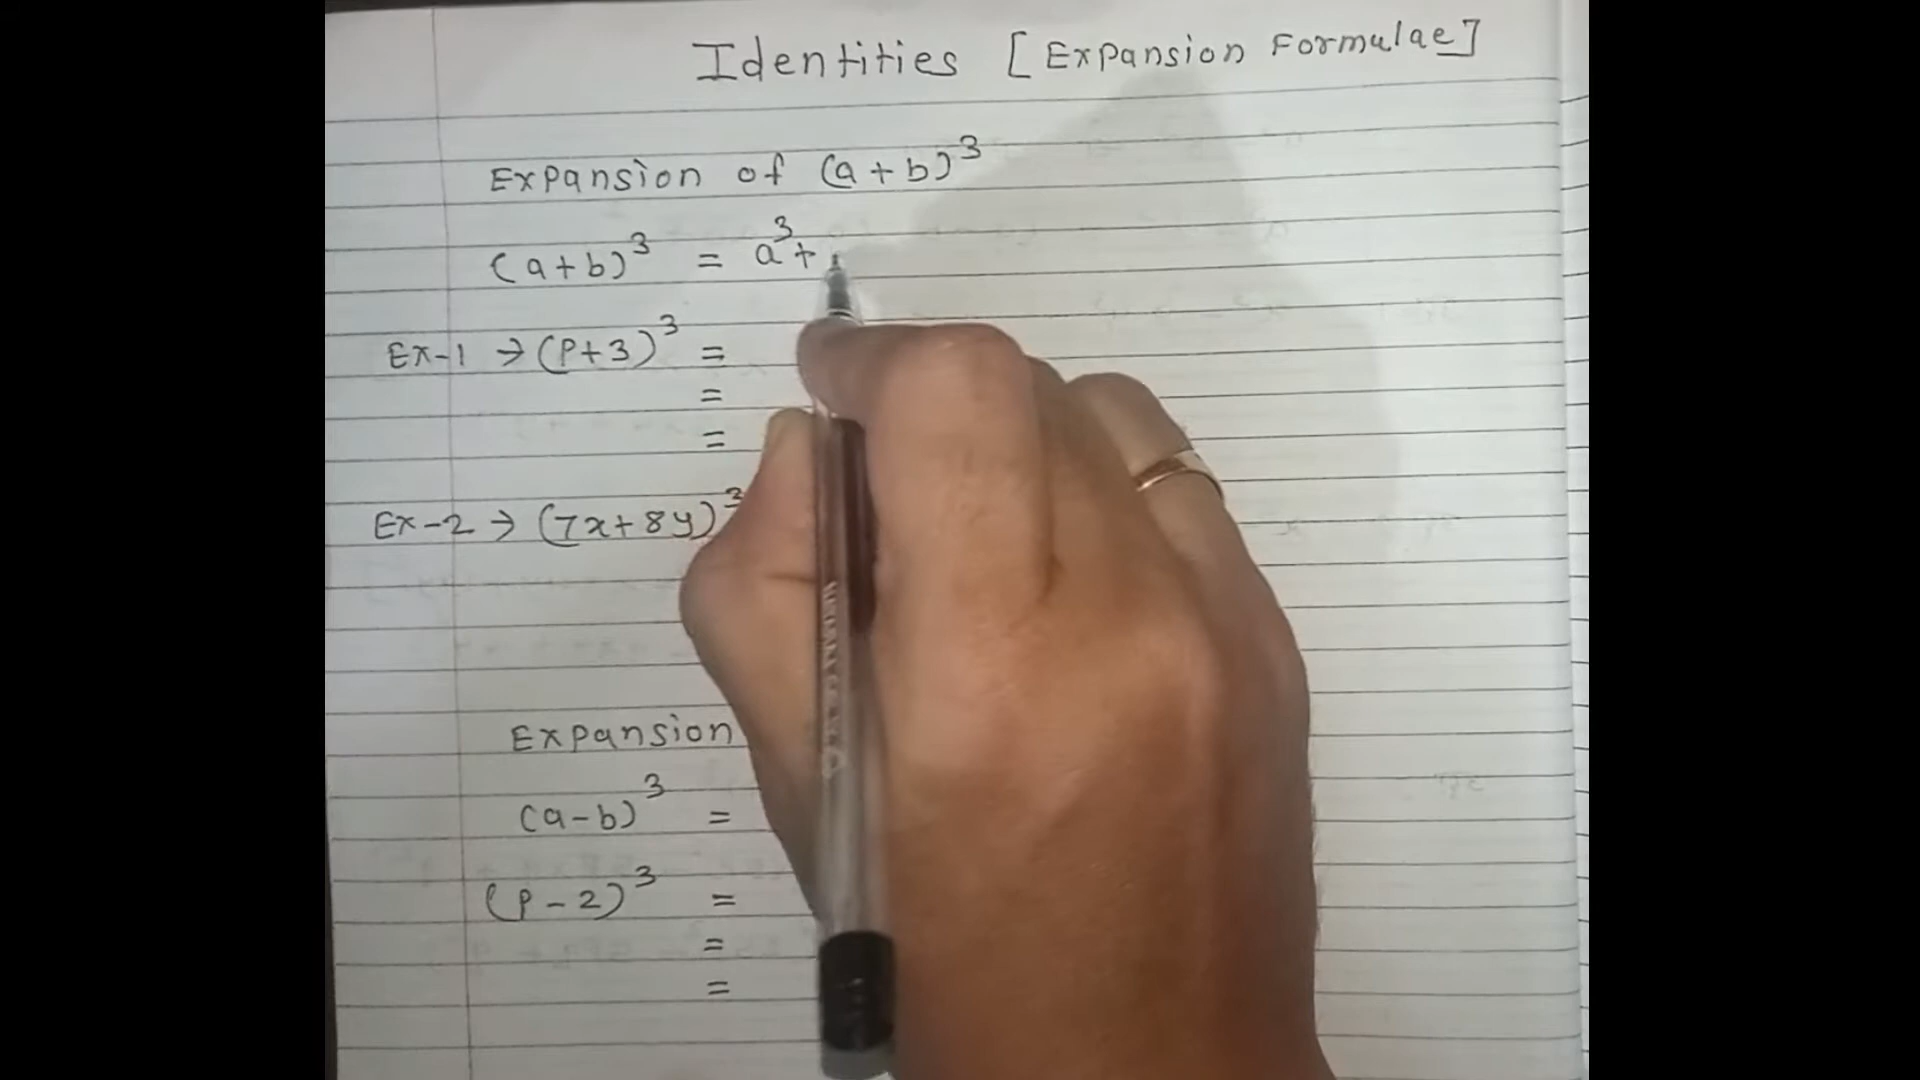 Identities [Expansion Formulae]
Expansion of (a+b)³
(a+b)³ = a³+
Ex-1 → (P+3)³ =
=
=
Ex-2 → (7x+8y)³
Expansion
(a-b)³ =
(P-2)³ =
=
=